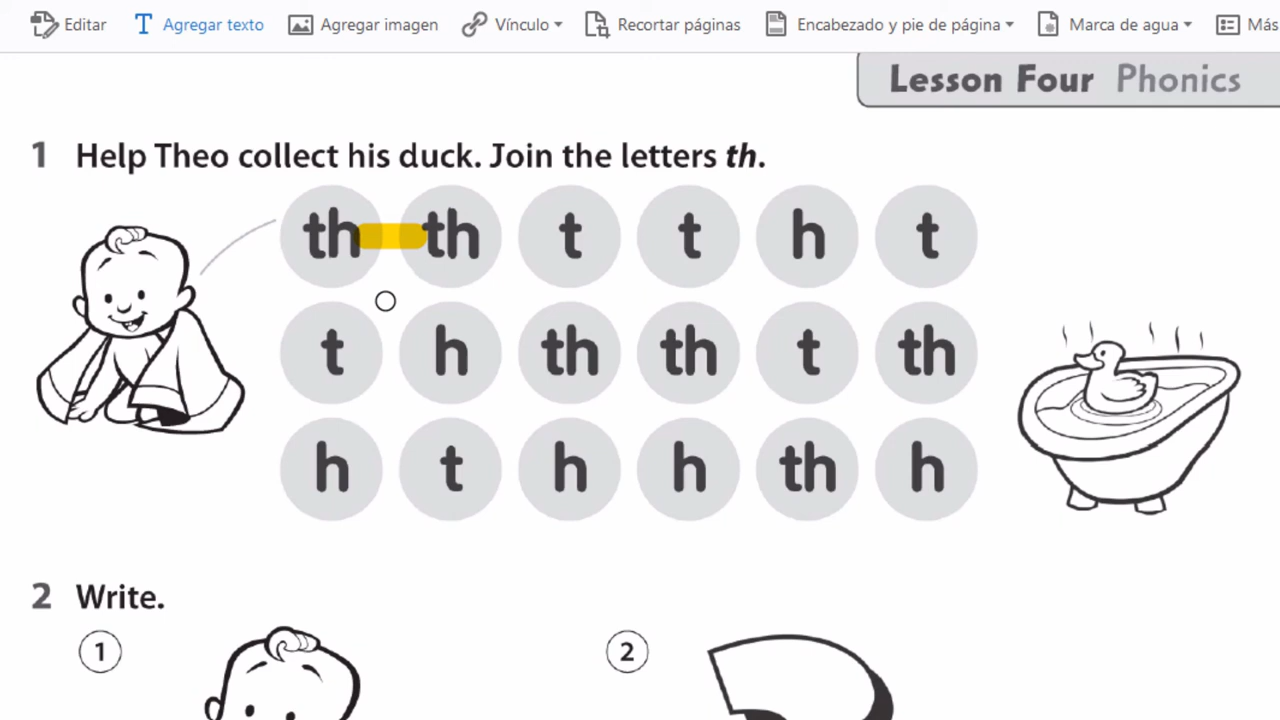 Editar Agregar texto Agregar imagen Vínculo Recortar páginas Encabezado y pie de página Marca de agua Más
Lesson Four Phonics
1 Help Theo collect his duck. Join the letters th.
th th t t h t
t h th th t th
h t h h th h
2 Write.
1 2